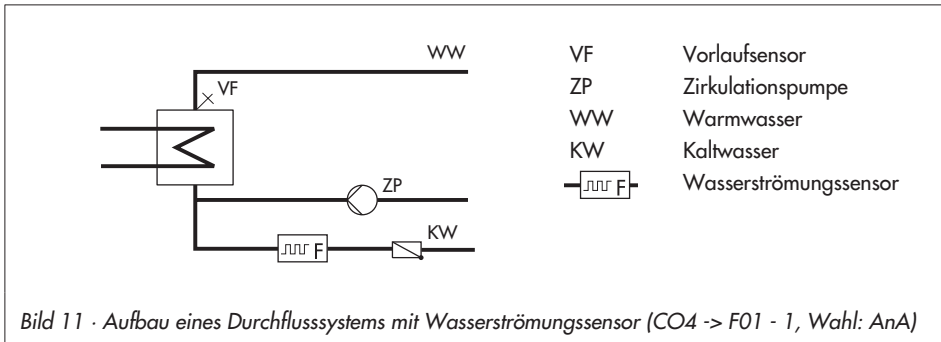 WW
VF
ZP
KW
F
VF Vorlaufsensor
ZP Zirkulationspumpe
WW Warmwasser
KW Kaltwasser
F Wasserströmungssensor
Bild 11 · Aufbau eines Durchflusssystems mit Wasserströmungssensor (CO4 -> F01 - 1, Wahl: AnA)